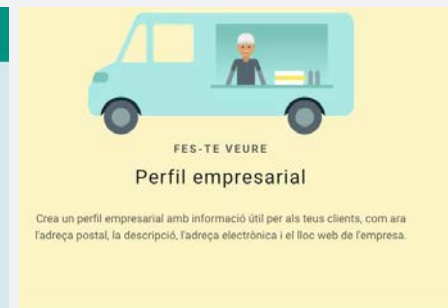 FES-TE VEURE
Perfil empresarial
Crea un perfil empresarial amb informació útil per als teus clients, com ara
l'adreça postal, la descripció, l'adreça electrònica i el lloc web de l'empresa.